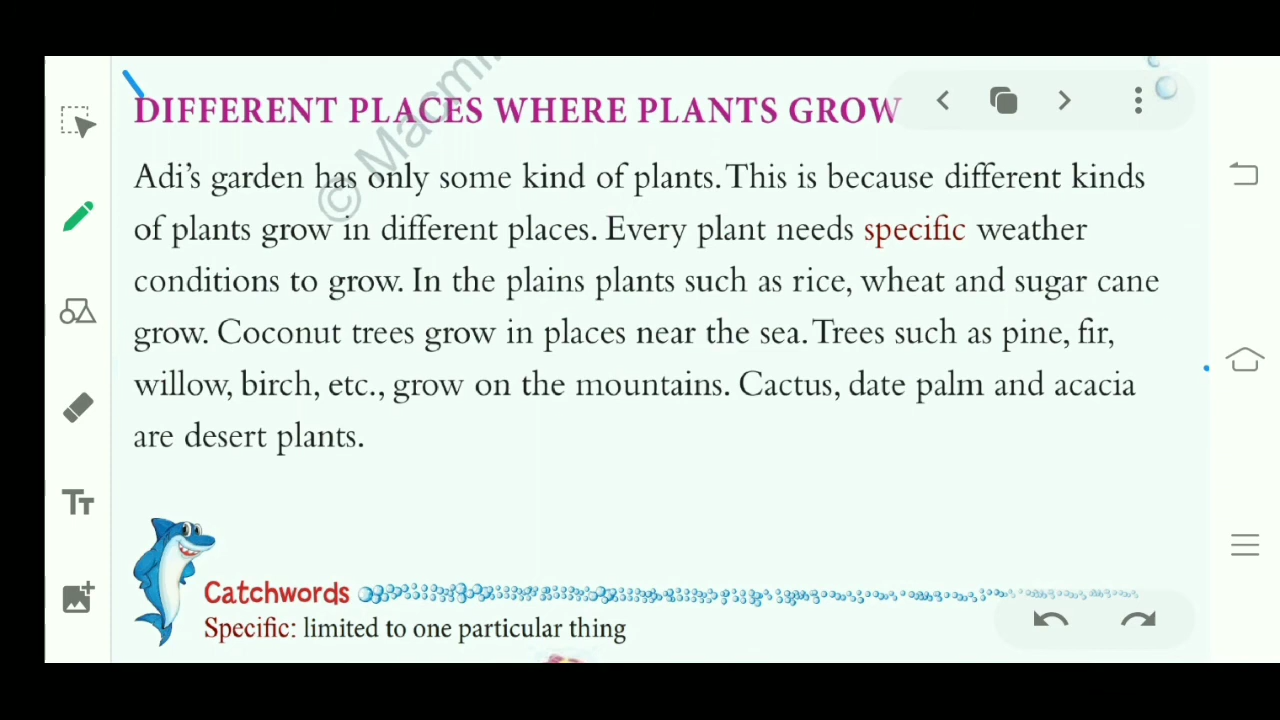 DIFFERENT PLACES WHERE PLANTS GROW
Adi’s garden has only some kind of plants. This is because different kinds
of plants grow in different places. Every plant needs specific weather
conditions to grow. In the plains plants such as rice, wheat and sugar cane
grow. Coconut trees grow in places near the sea. Trees such as pine, fir,
willow, birch, etc., grow on the mountains. Cactus, date palm and acacia
are desert plants.
Catchwords
Specific: limited to one particular thing
TT